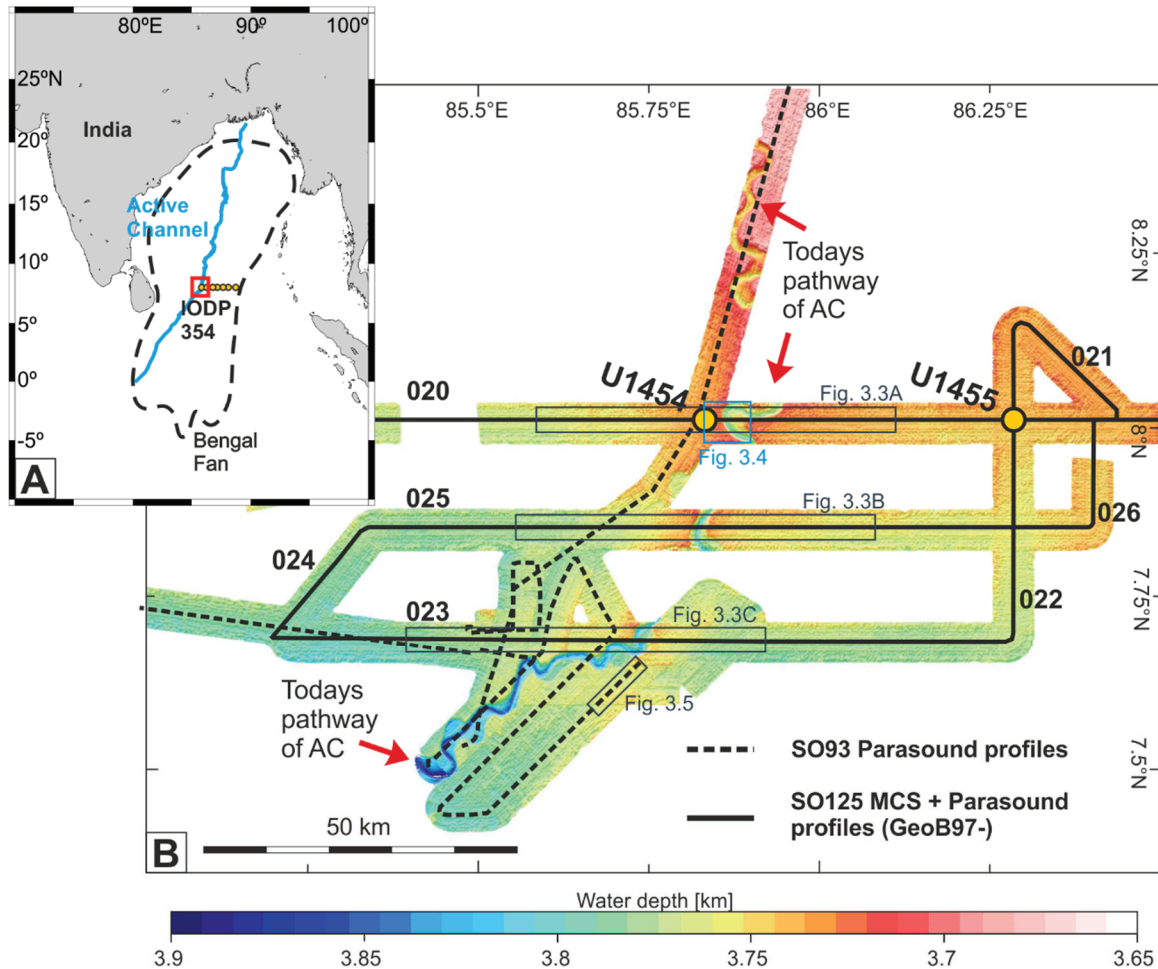 80ºE
90º
100º
25ºN
20º
15º
10º
5º
0º
-5º
India
Active
Channel
IODP
354
Bengal
Fan
A
85.5°E
85.75°E
86°E
86.25°E
8.25°N
8°N
7.75°N
7.5°N
Todays
pathway
of AC
020
U1454
Fig. 3.3A
U1455
021
Fig. 3.4
025
Fig. 3.3B
026
024
023
Fig. 3.3C
022
Todays
pathway
of AC
Fig. 3.5
SO93 Parasound profiles
SO125 MCS + Parasound
profiles (GeoB97-)
B
50 km
Water depth [km]
3.9
3.85
3.8
3.75
3.7
3.65